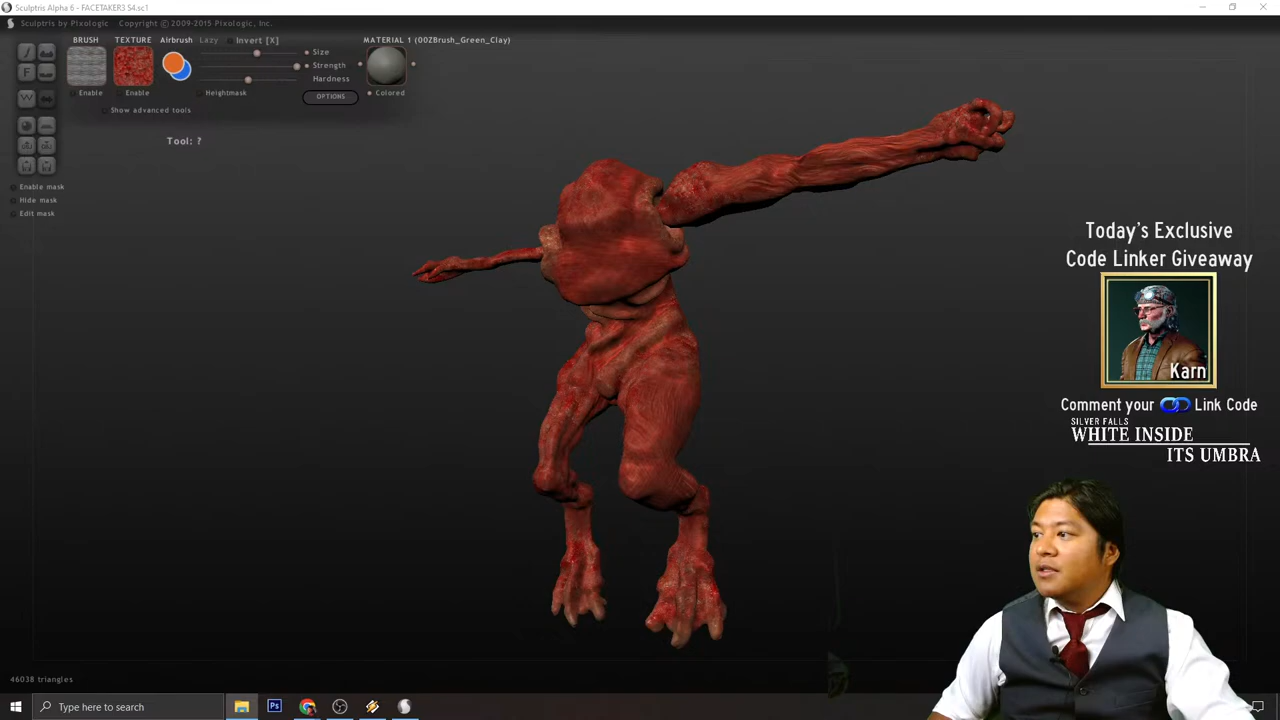 Sculptris Alpha 6 - FACETAKER3 S4.sc1
Sculptris by Pixologic Copyright © 2009-2015 Pixologic, Inc.
BRUSH TEXTURE Airbrush Lazy Invert [X] MATERIAL 1 (00ZBrush_Green_Clay)
Size
Strength
Hardness
Enable Enable Heightmask OPTIONS Colored
Show advanced tools
Tool: ?
Enable mask
Hide mask
Edit mask
Today's Exclusive
Code Linker Giveaway
Karn
Comment your Link Code
SILVER FALLS
WHITE INSIDE
ITS UMBRA
46038 triangles
Ps
Type here to search